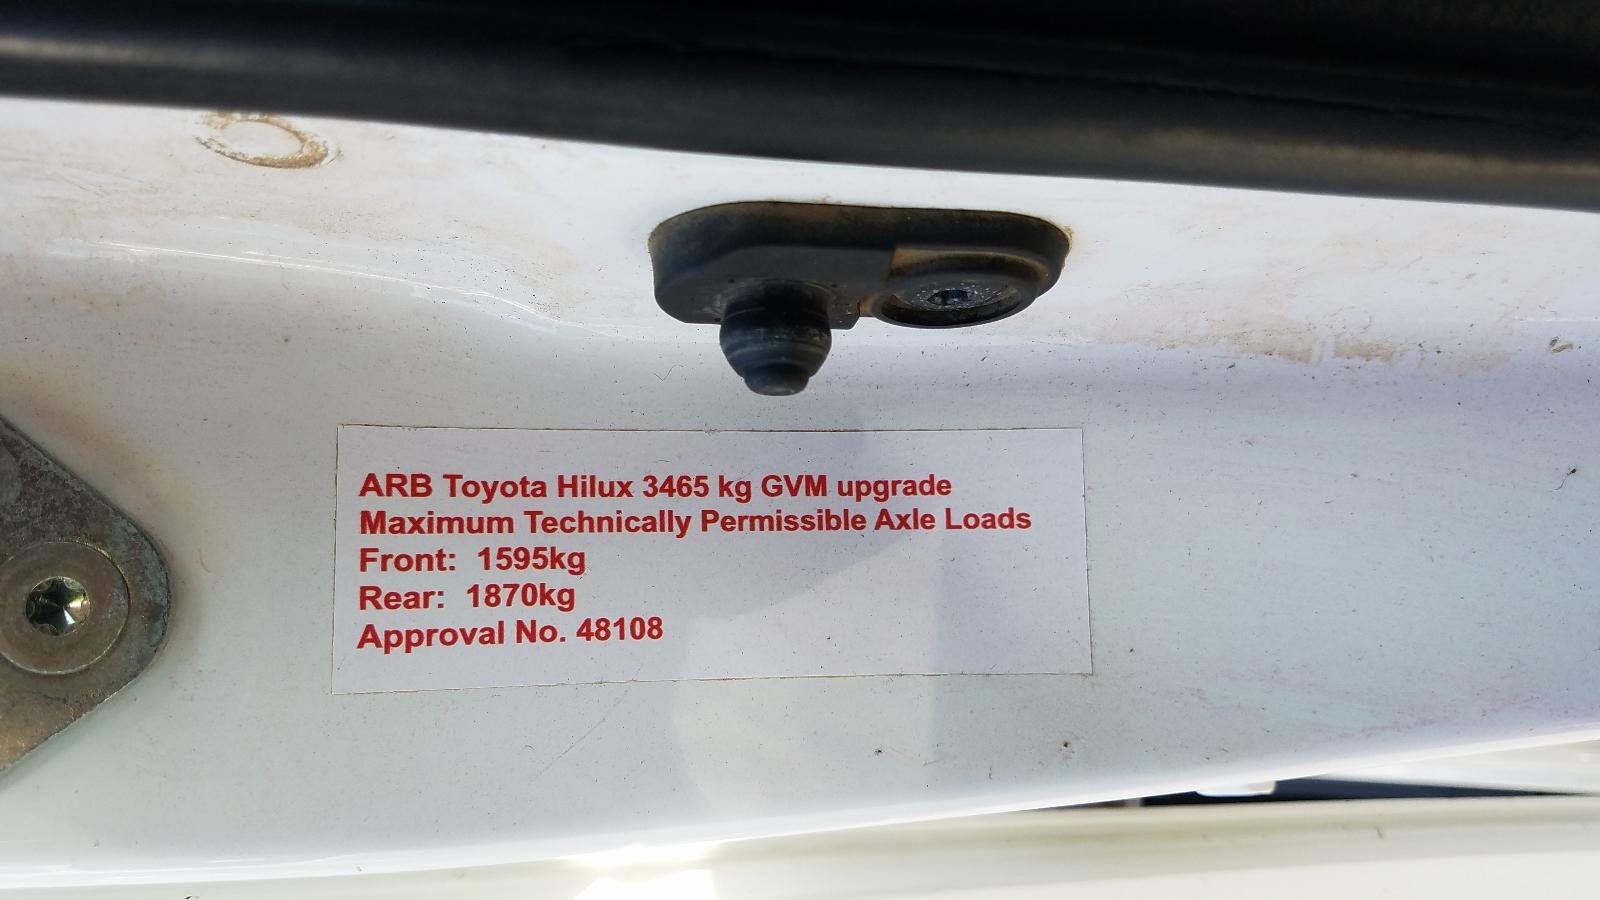 ARB Toyota Hilux 3465 kg GVM upgrade
Maximum Technically Permissible Axle Loads
Front: 1595kg
Rear: 1870kg
Approval No. 48108